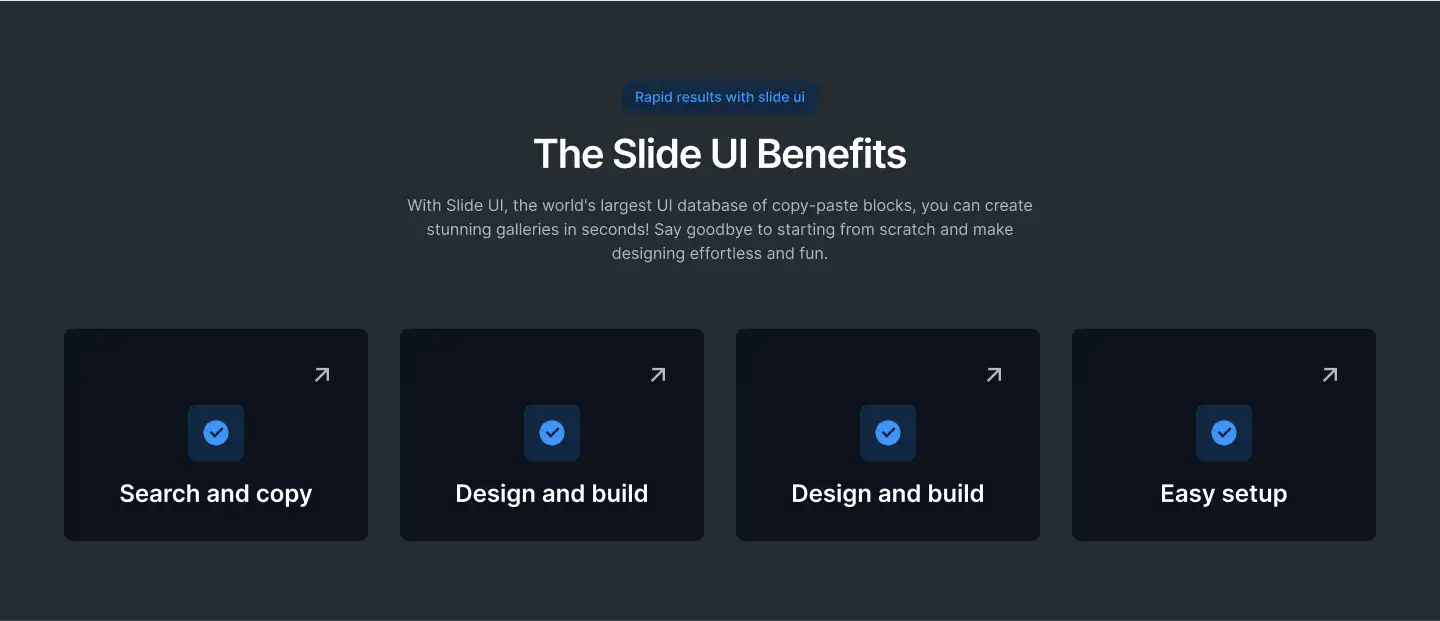 Rapid results with slide ui
The Slide UI Benefits
With Slide UI, the world's largest UI database of copy-paste blocks, you can create
stunning galleries in seconds! Say goodbye to starting from scratch and make
designing effortless and fun.
Search and copy
Design and build
Design and build
Easy setup